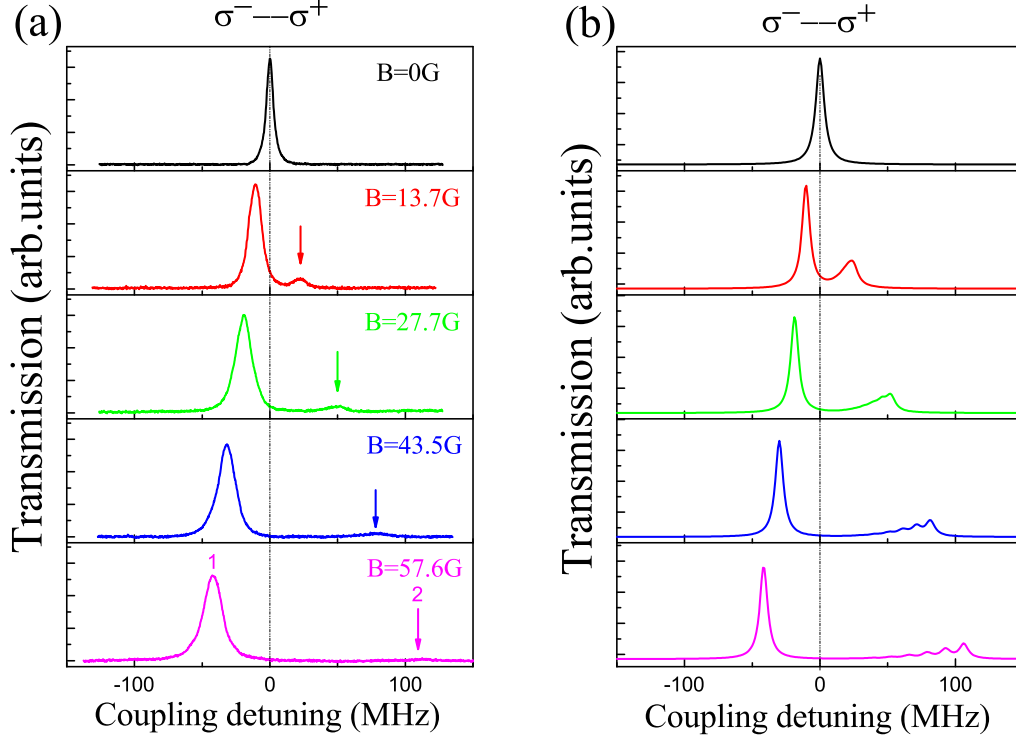 (a)
σ⁻−−σ⁺
B=0G
B=13.7G
B=27.7G
B=43.5G
B=57.6G
1
2
Transmission (arb.units)
-100 0 100
Coupling detuning (MHz)
(b)
σ⁻−−σ⁺
Transmission (arb.units)
-100 0 100
Coupling detuning (MHz)